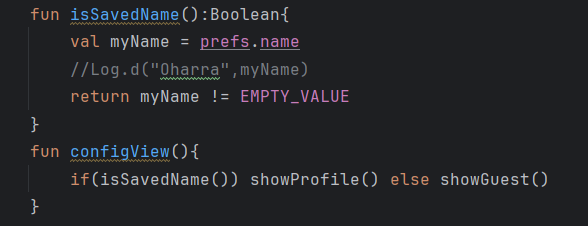 fun isSavedName():Boolean{
val myName = prefs.name
//Log.d("Oharra",myName)
return myName != EMPTY_VALUE
}
fun configView(){
if(isSavedName()) showProfile() else showGuest()
}